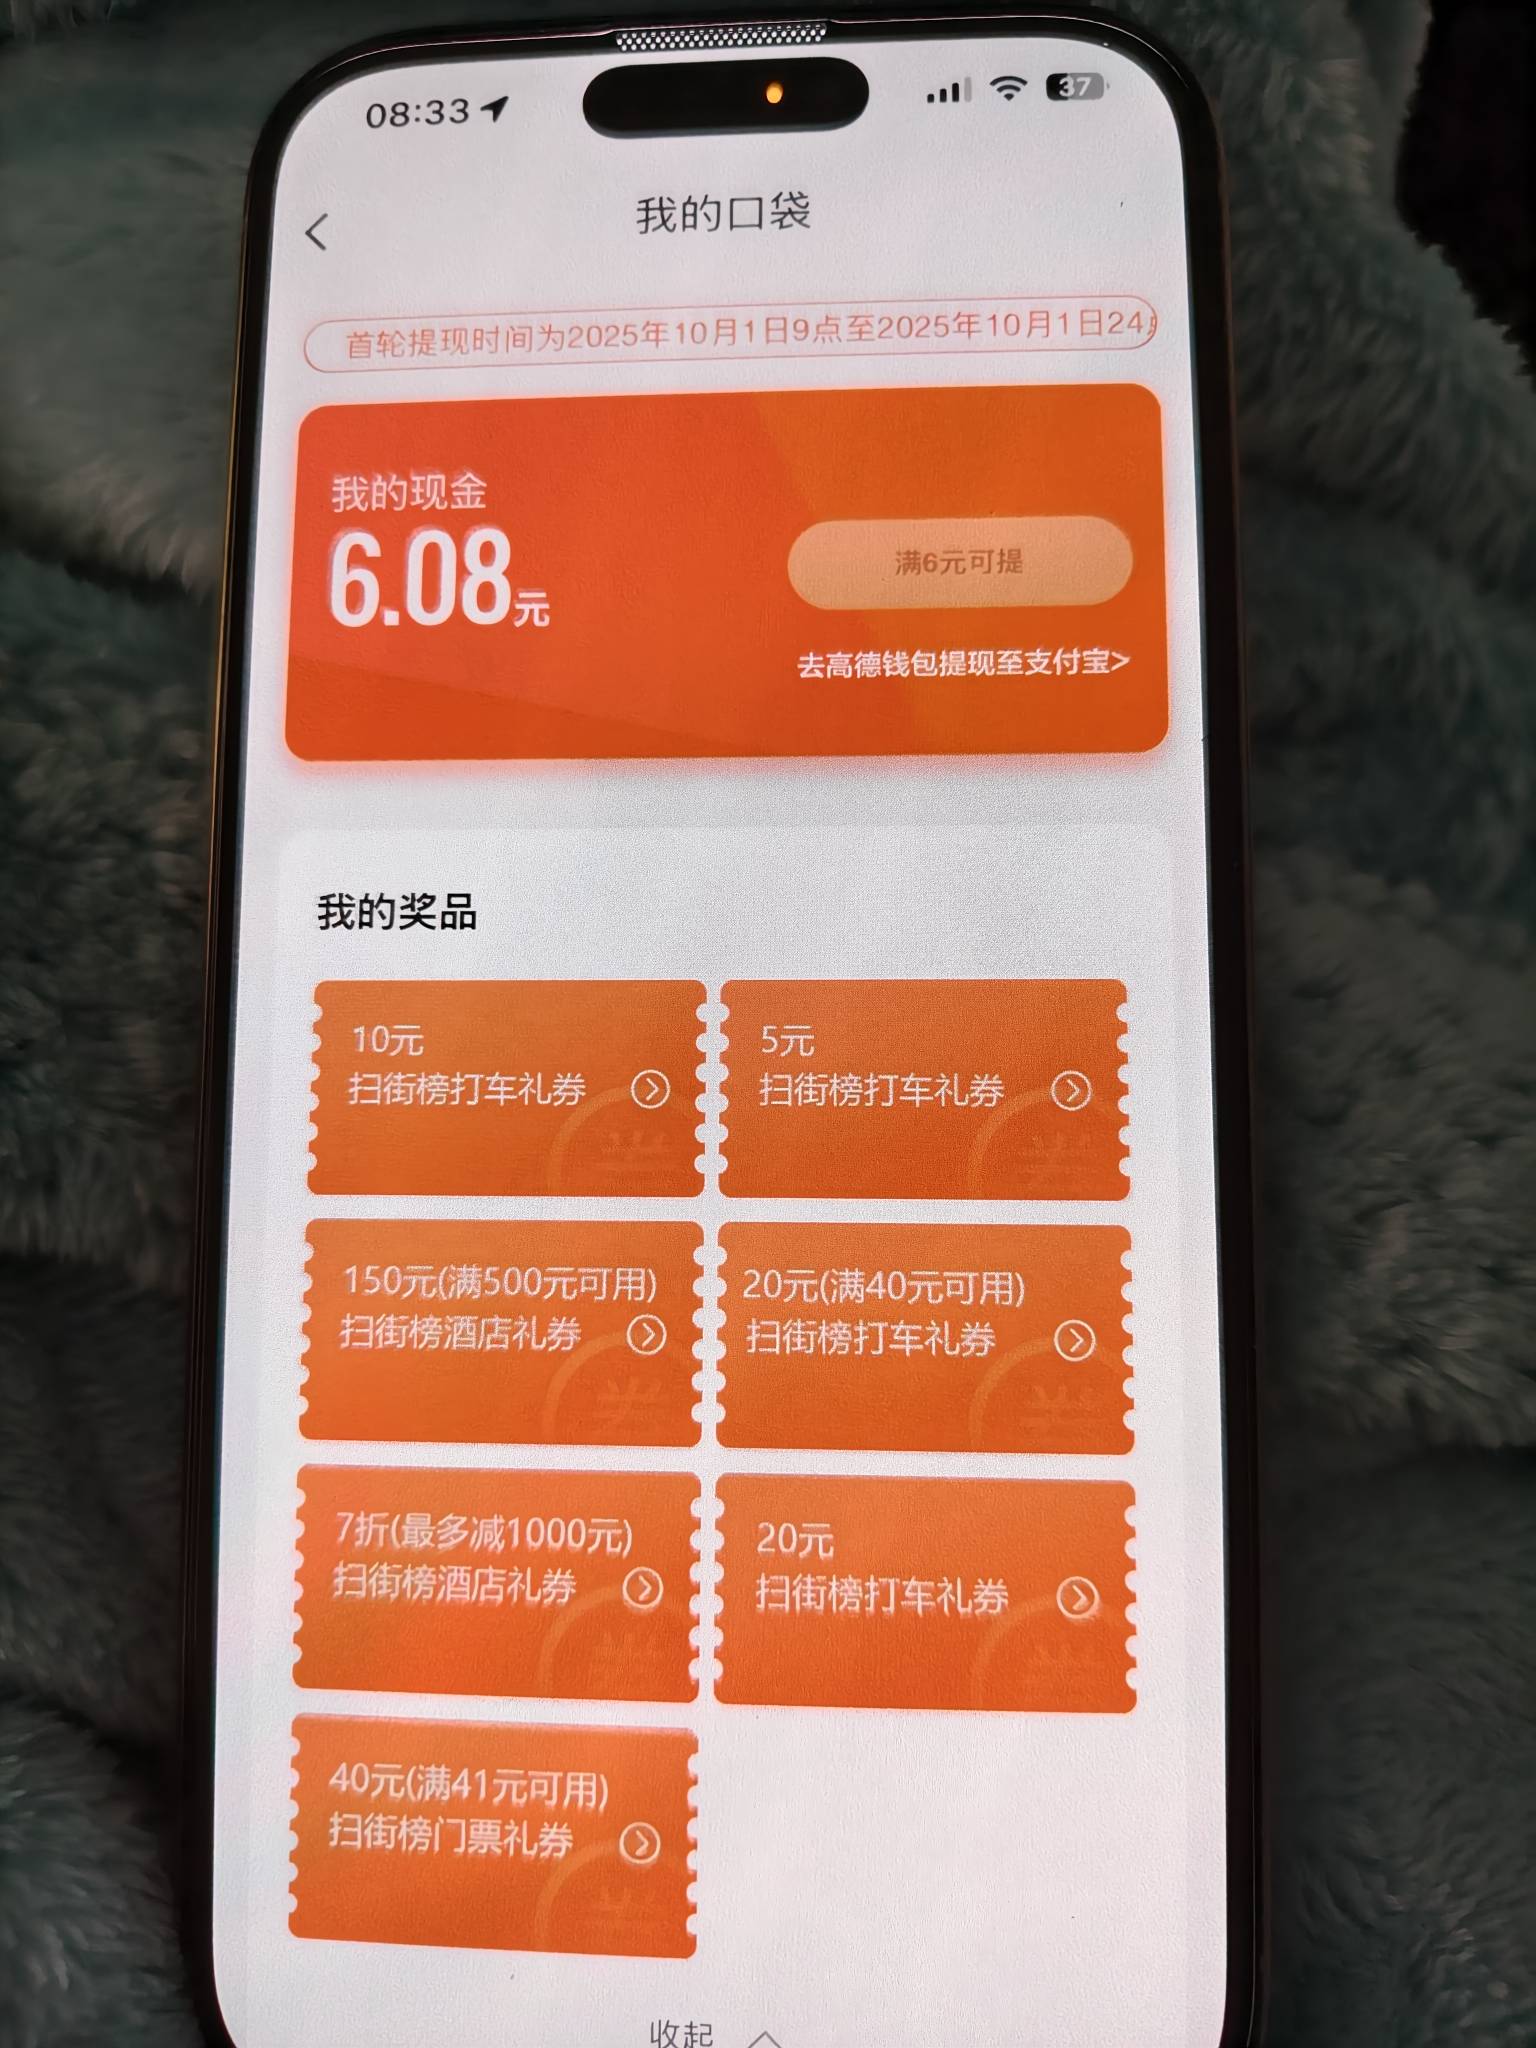 08:33
37
我的口袋
首轮提现时间为2025年10月1日9点至2025年10月1日24
我的现金
6.08元
满6元可提
去高德钱包提现至支付宝>
我的奖品
10元
扫街榜打车礼券
券
5元
扫街榜打车礼券
券
150元(满500元可用)
扫街榜酒店礼券
券
20元(满40元可用)
扫街榜打车礼券
券
7折(最多减1000元)
扫街榜酒店礼券
券
20元
扫街榜打车礼券
券
40元(满41元可用)
扫街榜门票礼券
券
收起